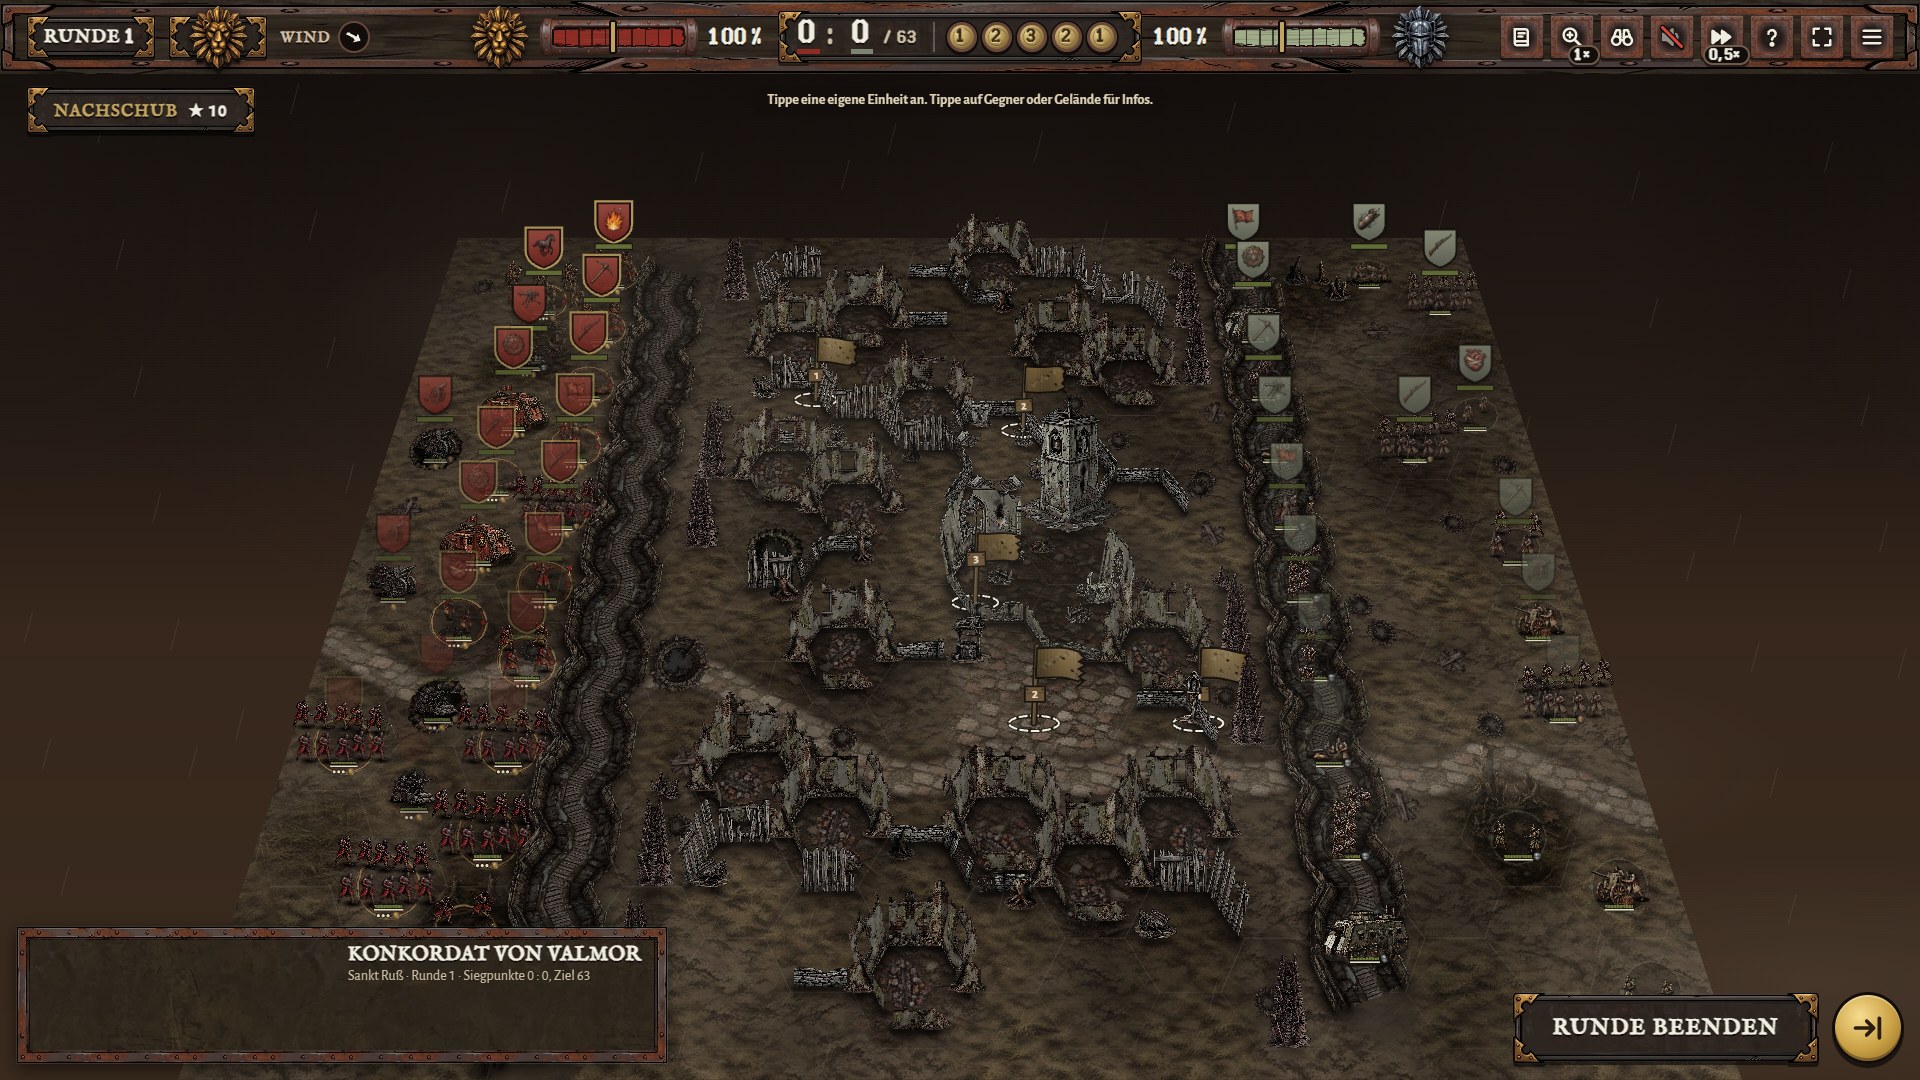 RUNDE 1
WIND
100 %
0 : 0 / 63
1 2 3 2 1
100 %
1×
0,5×
?
NACHSCHUB ★ 10
Tippe eine eigene Einheit an. Tippe auf Gegner oder Gelände für Infos.
1
2
3
2
KONKORDAT VON VALMOR
Sankt Ruß · Runde 1 · Siegpunkte 0 : 0, Ziel 63
RUNDE BEENDEN